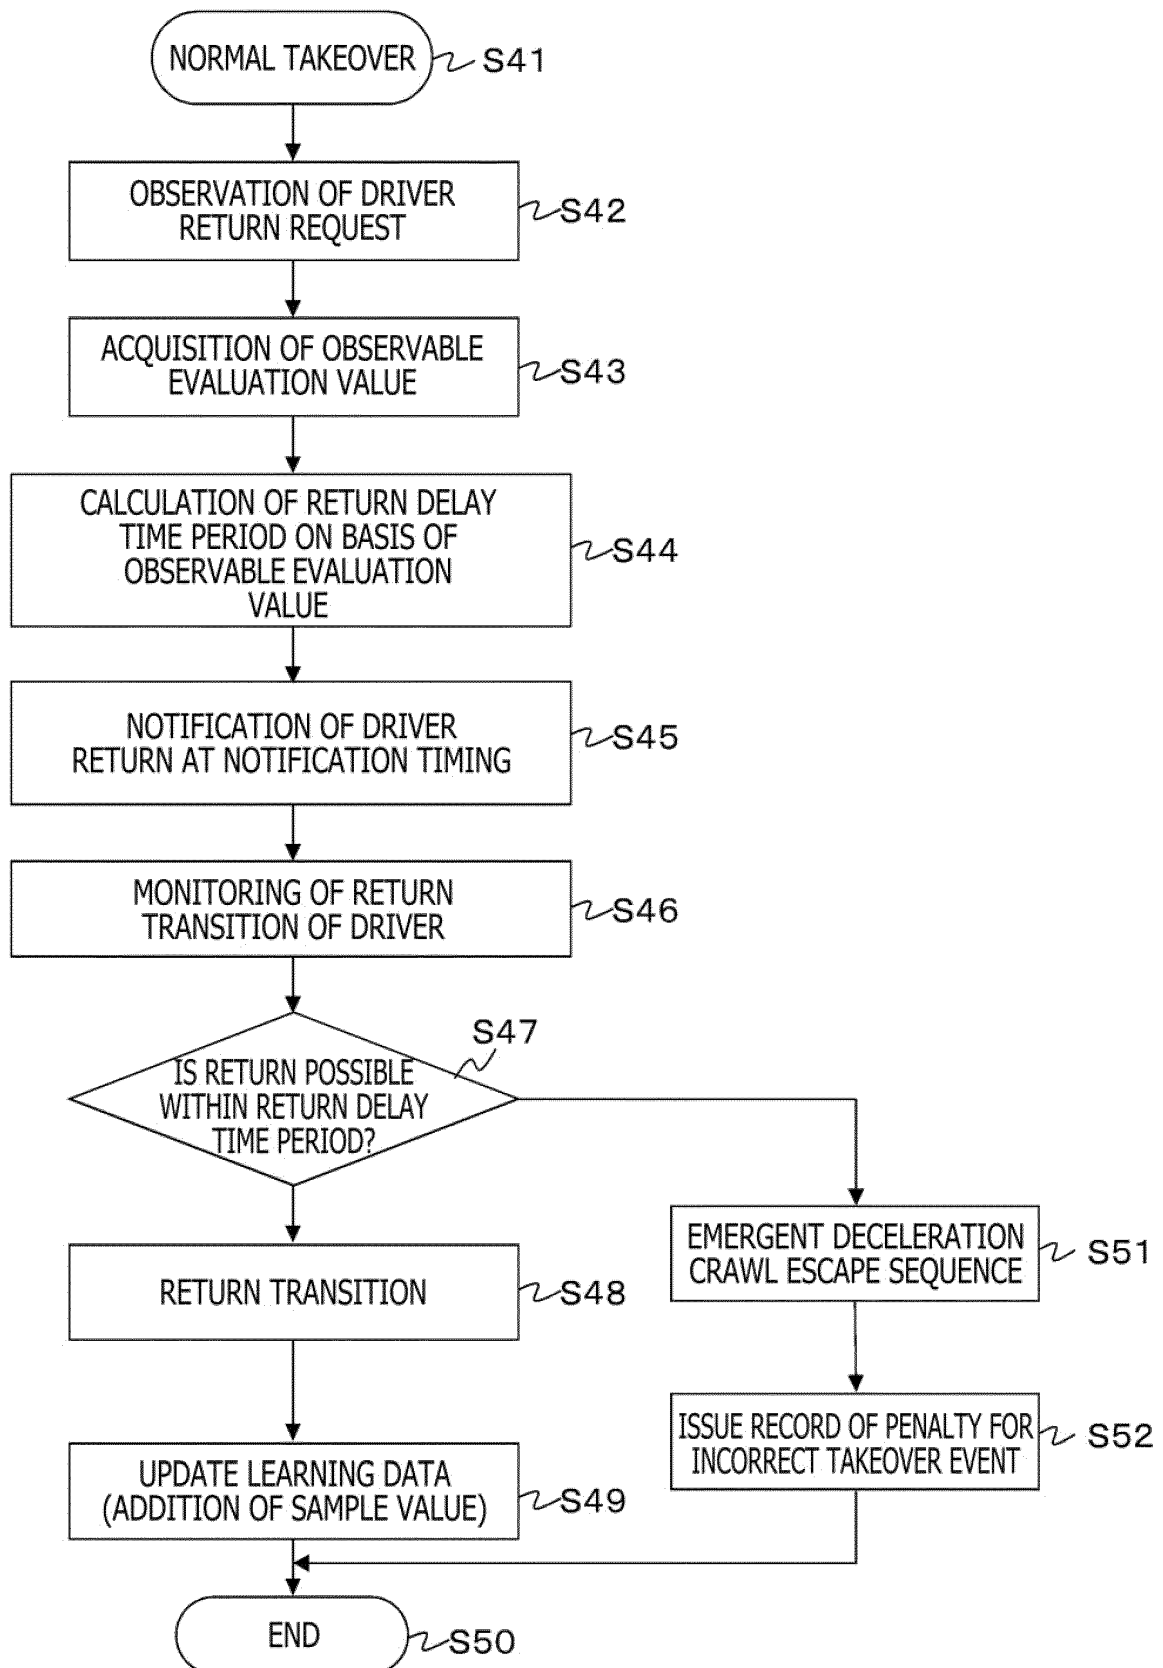 NORMAL TAKEOVER
S41
OBSERVATION OF DRIVER
RETURN REQUEST
S42
ACQUISITION OF OBSERVABLE
EVALUATION VALUE
S43
CALCULATION OF RETURN DELAY
TIME PERIOD ON BASIS OF
OBSERVABLE EVALUATION
VALUE
S44
NOTIFICATION OF DRIVER
RETURN AT NOTIFICATION TIMING
S45
MONITORING OF RETURN
TRANSITION OF DRIVER
S46
S47
IS RETURN POSSIBLE
WITHIN RETURN DELAY
TIME PERIOD?
RETURN TRANSITION
S48
EMERGENT DECELERATION
CRAWL ESCAPE SEQUENCE
S51
ISSUE RECORD OF PENALTY FOR
INCORRECT TAKEOVER EVENT
S52
UPDATE LEARNING DATA
(ADDITION OF SAMPLE VALUE)
S49
END
S50